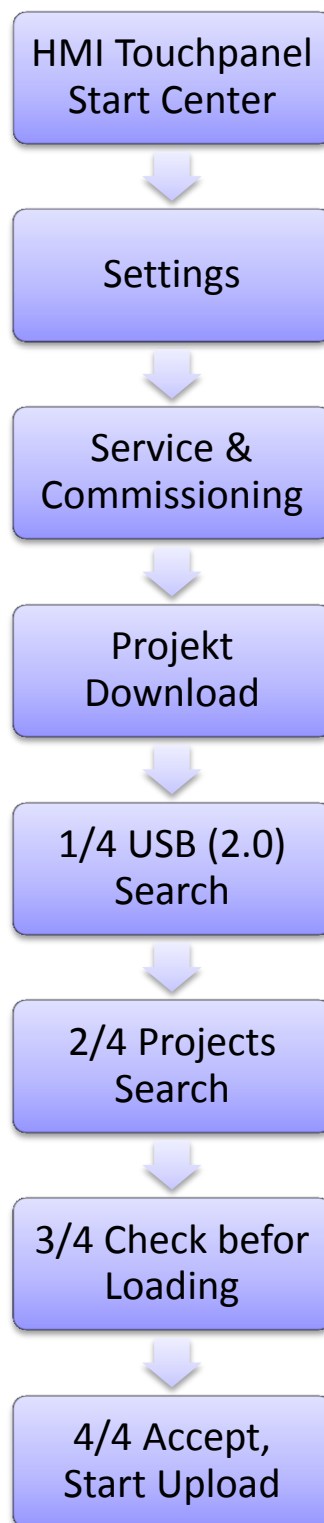 HMI Touchpanel
Start Center
Settings
Service &
Commissioning
Projekt
Download
1/4 USB (2.0)
Search
2/4 Projects
Search
3/4 Check befor
Loading
4/4 Accept,
Start Upload